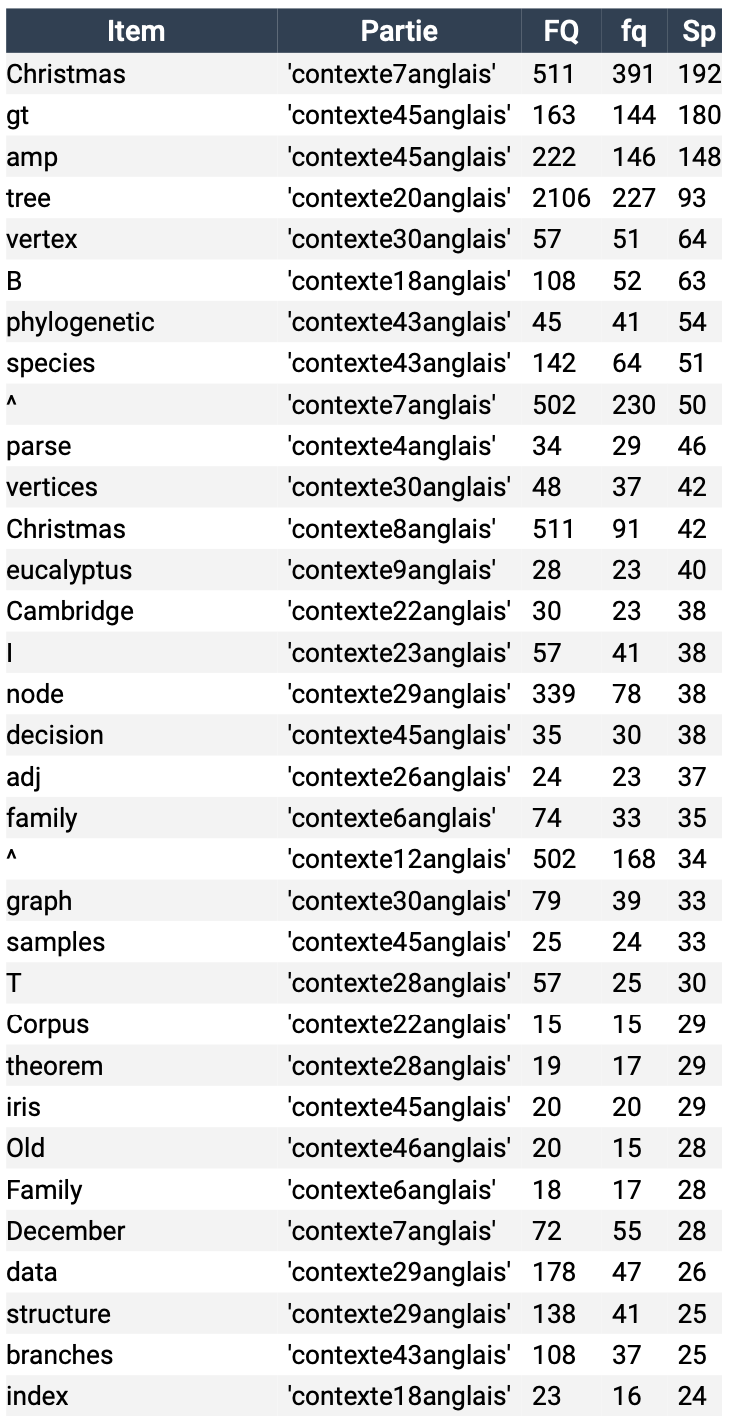 Item Partie FQ fq Sp
Christmas 'contexte7anglais' 511 391 192
gt 'contexte45anglais' 163 144 180
amp 'contexte45anglais' 222 146 148
tree 'contexte20anglais' 2106 227 93
vertex 'contexte30anglais' 57 51 64
B 'contexte18anglais' 108 52 63
phylogenetic 'contexte43anglais' 45 41 54
species 'contexte43anglais' 142 64 51
^ 'contexte7anglais' 502 230 50
parse 'contexte4anglais' 34 29 46
vertices 'contexte30anglais' 48 37 42
Christmas 'contexte8anglais' 511 91 42
eucalyptus 'contexte9anglais' 28 23 40
Cambridge 'contexte22anglais' 30 23 38
I 'contexte23anglais' 57 41 38
node 'contexte29anglais' 339 78 38
decision 'contexte45anglais' 35 30 38
adj 'contexte26anglais' 24 23 37
family 'contexte6anglais' 74 33 35
^ 'contexte12anglais' 502 168 34
graph 'contexte30anglais' 79 39 33
samples 'contexte45anglais' 25 24 33
T 'contexte28anglais' 57 25 30
Corpus 'contexte22anglais' 15 15 29
theorem 'contexte28anglais' 19 17 29
iris 'contexte45anglais' 20 20 29
Old 'contexte46anglais' 20 15 28
Family 'contexte6anglais' 18 17 28
December 'contexte7anglais' 72 55 28
data 'contexte29anglais' 178 47 26
structure 'contexte29anglais' 138 41 25
branches 'contexte43anglais' 108 37 25
index 'contexte18anglais' 23 16 24